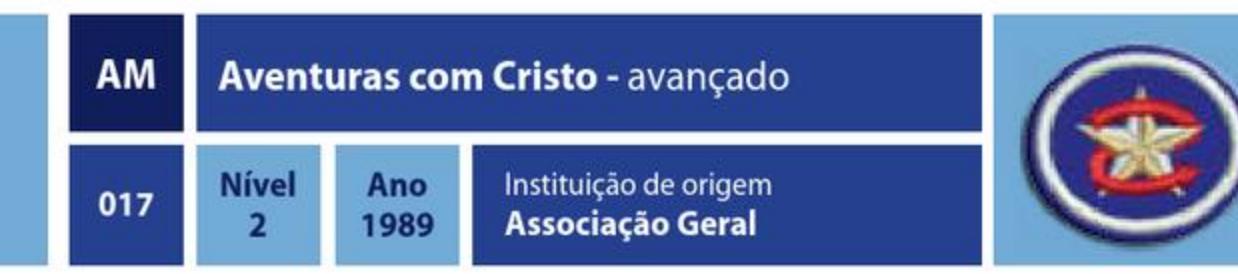 AM
Aventuras com Cristo - avançado
017
Nível
2
Ano
1989
Instituição de origem
Associação Geral